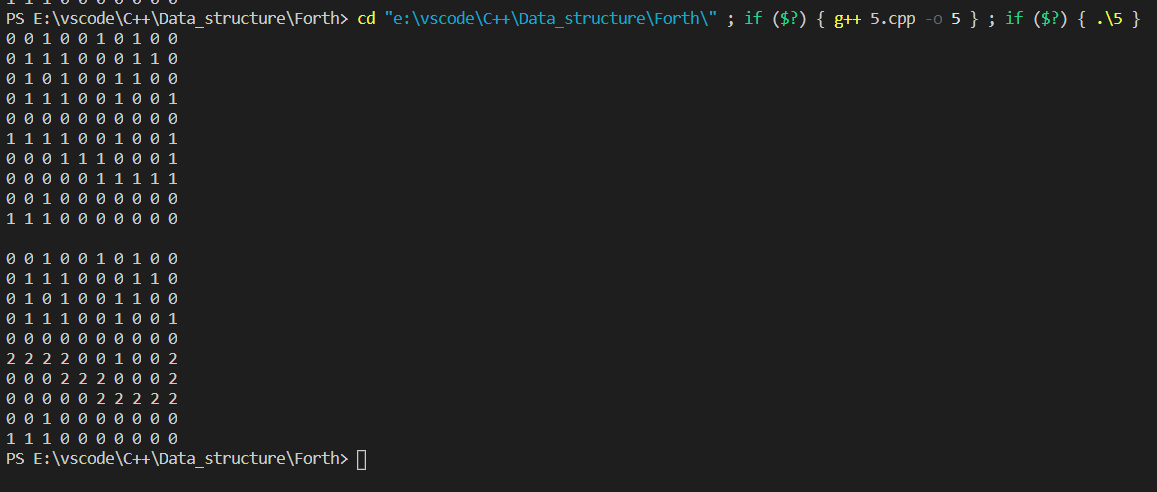 PS E:\vscode\C++\Data_structure\Forth> cd "e:\vscode\C++\Data_structure\Forth\" ; if ($?) { g++ 5.cpp -o 5 } ; if ($?) { .\5 }
0 0 1 0 0 1 0 1 0 0
0 1 1 1 0 0 0 1 1 0
0 1 0 1 0 0 1 1 0 0
0 1 1 1 0 0 1 0 0 1
0 0 0 0 0 0 0 0 0 0
1 1 1 1 0 0 1 0 0 1
0 0 0 1 1 1 0 0 0 1
0 0 0 0 0 1 1 1 1 1
0 0 1 0 0 0 0 0 0 0
1 1 1 0 0 0 0 0 0 0
0 0 1 0 0 1 0 1 0 0
0 1 1 1 0 0 0 1 1 0
0 1 0 1 0 0 1 1 0 0
0 1 1 1 0 0 1 0 0 1
0 0 0 0 0 0 0 0 0 0
2 2 2 2 0 0 1 0 0 2
0 0 0 2 2 2 0 0 0 2
0 0 0 0 0 2 2 2 2 2
0 0 1 0 0 0 0 0 0 0
1 1 1 0 0 0 0 0 0 0
PS E:\vscode\C++\Data_structure\Forth>